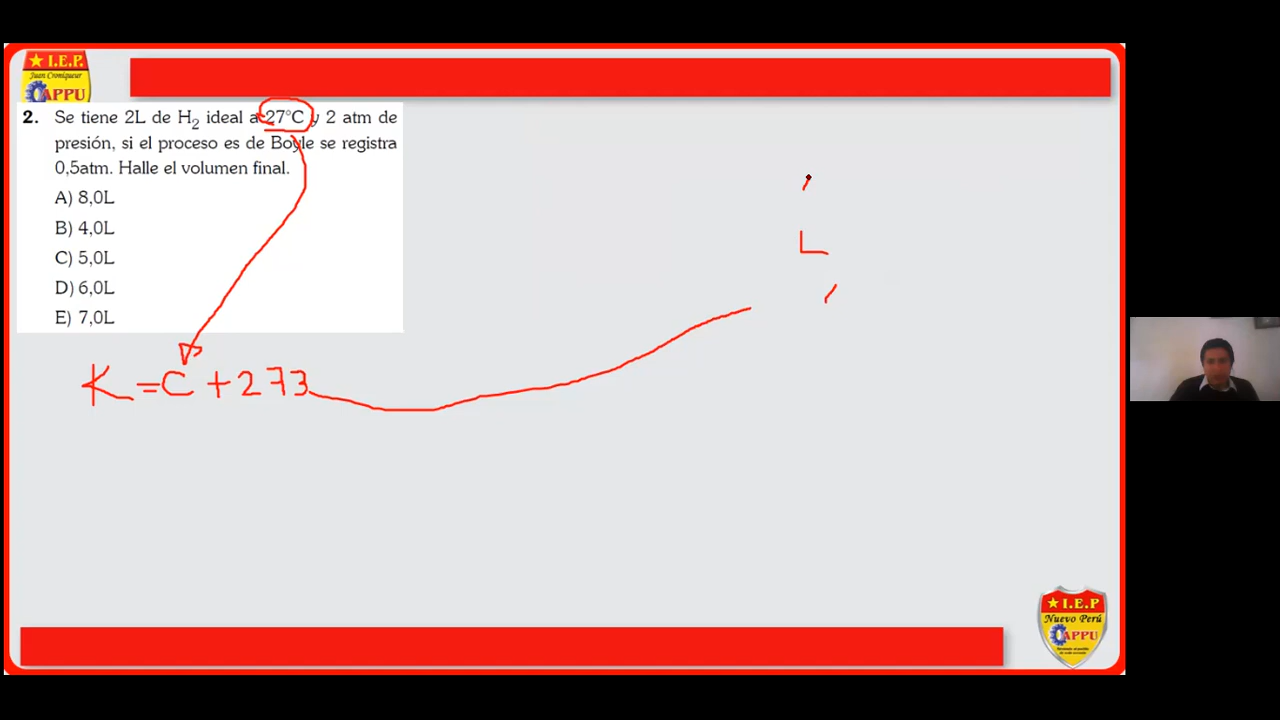 I.E.P.
Juan Croniqueur
APPU
2. Se tiene 2L de H2 ideal a 27°C y 2 atm de
presión, si el proceso es de Boyle se registra
0,5atm. Halle el volumen final.
A) 8,0L
B) 4,0L
C) 5,0L
D) 6,0L
E) 7,0L
L
K = C + 273
I.E.P
Nuevo Perú
APPU